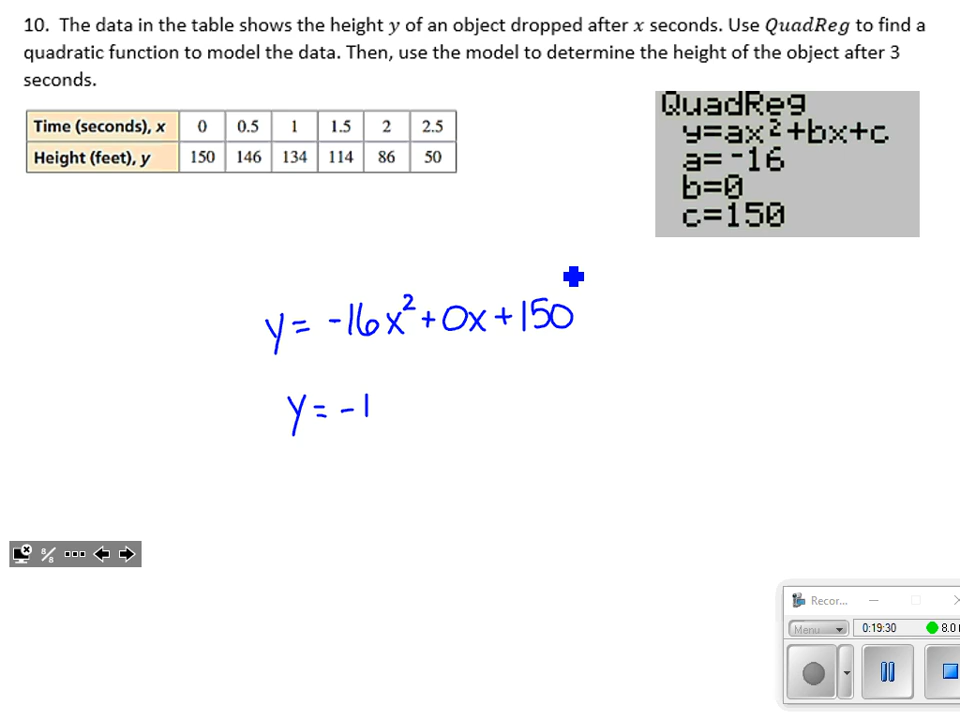 10. The data in the table shows the height y of an object dropped after x seconds. Use QuadReg to find a
quadratic function to model the data. Then, use the model to determine the height of the object after 3
seconds.
Time (seconds), x 0 0.5 1 1.5 2 2.5
Height (feet), y 150 146 134 114 86 50
QuadReg
y=ax²+bx+c
a=-16
b=0
c=150
y = -16x² + 0x + 150
y = -1
8/8
Recor...
Menu 0:19:30 8.0